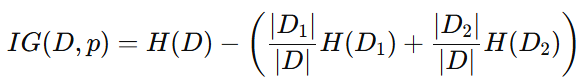 IG(D, p) = H(D) − ( |D₁| / |D| H(D₁) + |D₂| / |D| H(D₂) )